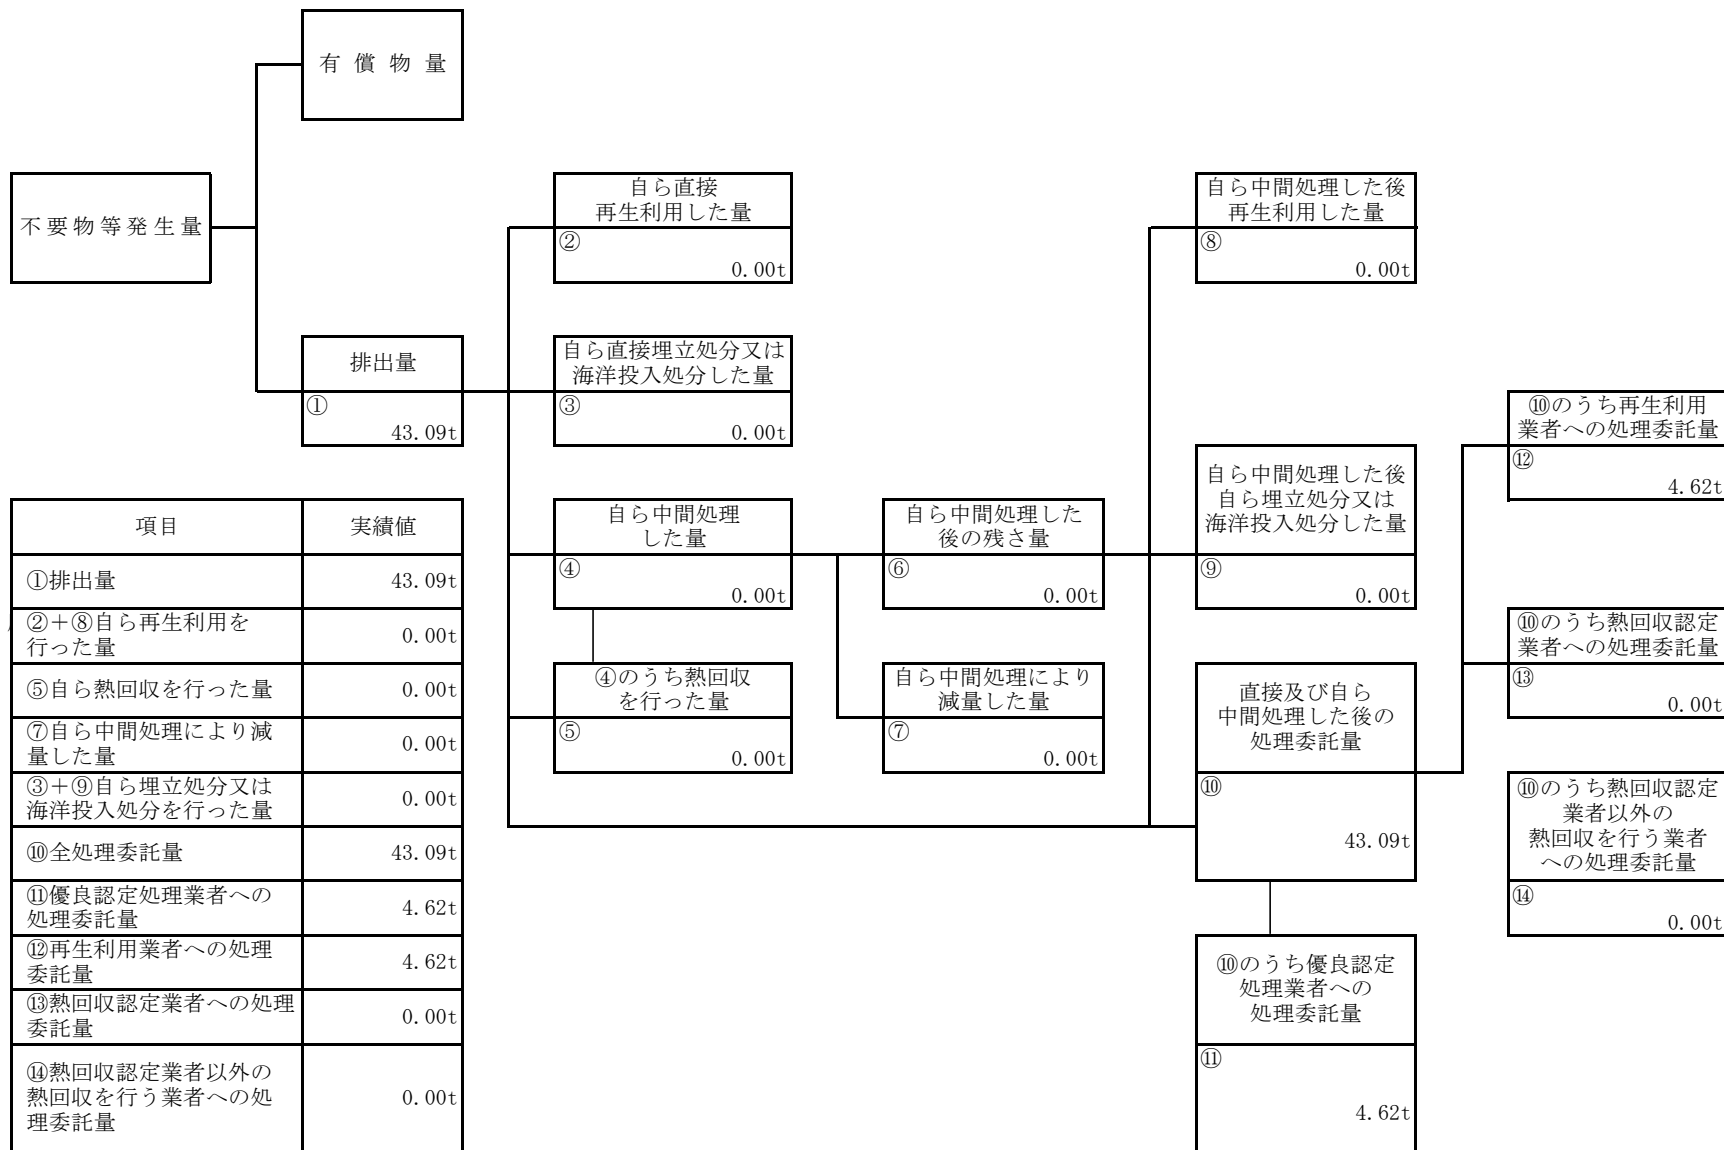 有償物量
不要物等発生量
自ら直接
再生利用した量
②
0.00t
自ら中間処理した後
再生利用した量
⑧
0.00t
排出量
①
43.09t
自ら直接埋立処分又は
海洋投入処分した量
③
0.00t
⑩のうち再生利用
業者への処理委託量
⑫
4.62t
自ら中間処理
した量
④
0.00t
自ら中間処理した
後の残さ量
⑥
0.00t
自ら中間処理した後
自ら埋立処分又は
海洋投入処分した量
⑨
0.00t
⑩のうち熱回収認定
業者への処理委託量
⑬
0.00t
④のうち熱回収
を行った量
⑤
0.00t
自ら中間処理により
減量した量
⑦
0.00t
直接及び自ら
中間処理した後の
処理委託量
⑩
43.09t
⑩のうち熱回収認定
業者以外の
熱回収を行う業者
への処理委託量
⑭
0.00t
⑩のうち優良認定
処理業者への
処理委託量
⑪
4.62t
項目 実績値
①排出量 43.09t
②+⑧自ら再生利用を
行った量 0.00t
⑤自ら熱回収を行った量 0.00t
⑦自ら中間処理により減
量した量 0.00t
③+⑨自ら埋立処分又は
海洋投入処分を行った量 0.00t
⑩全処理委託量 43.09t
⑪優良認定処理業者への
処理委託量 4.62t
⑫再生利用業者への処理
委託量 4.62t
⑬熱回収認定業者への処理
委託量 0.00t
⑭熱回収認定業者以外の
熱回収を行う業者への処
理委託量 0.00t